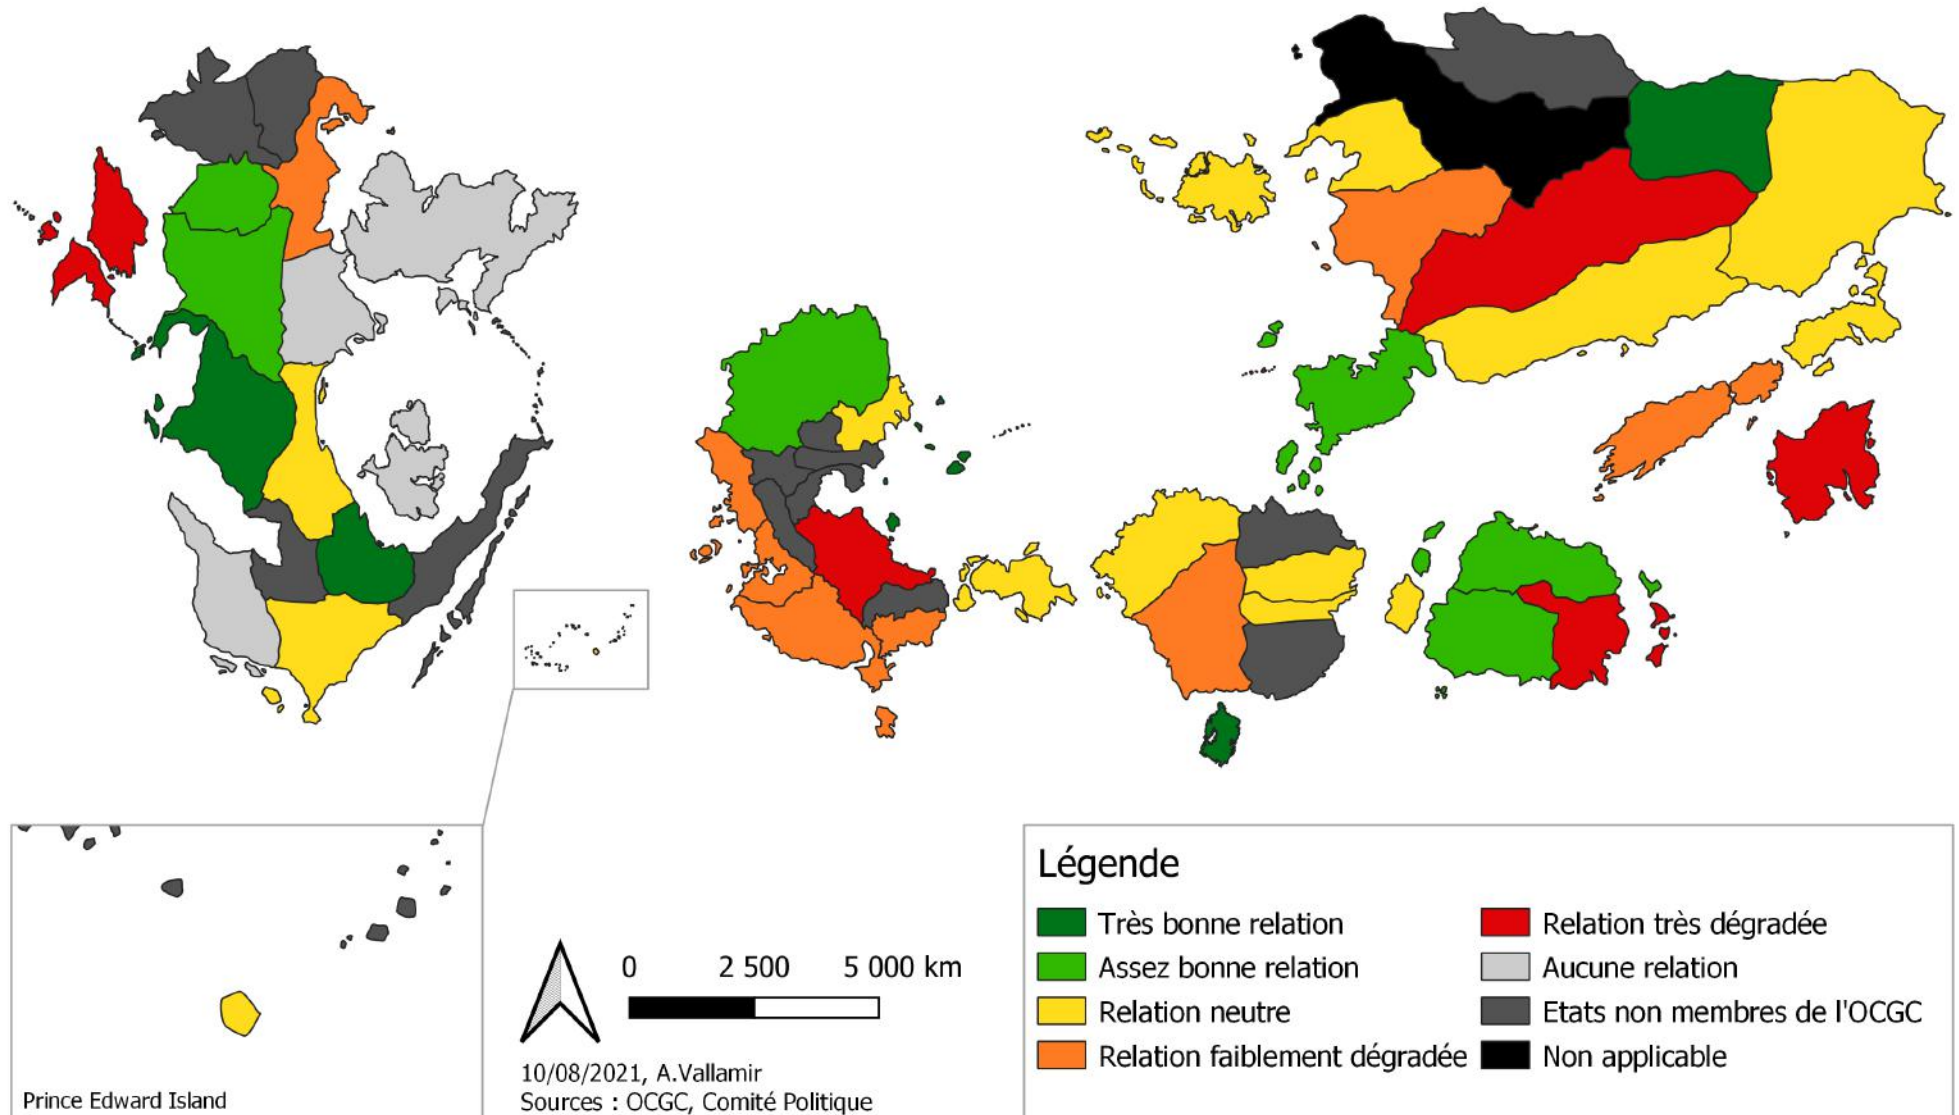 Prince Edward Island
0 2 500 5 000 km
10/08/2021, A.Vallamir
Sources : OCGC, Comité Politique
Légende
Très bonne relation
Assez bonne relation
Relation neutre
Relation faiblement dégradée
Relation très dégradée
Aucune relation
Etats non membres de l'OCGC
Non applicable